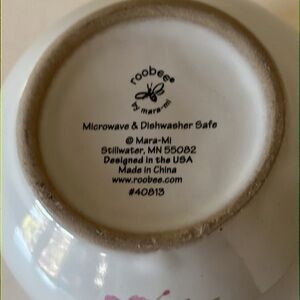 roobee®
by mara-mi
Microwave & Dishwasher Safe
© Mara-Mi
Stillwater, MN 55082
Designed in the USA
Made in China
www.roobee.com
#40813